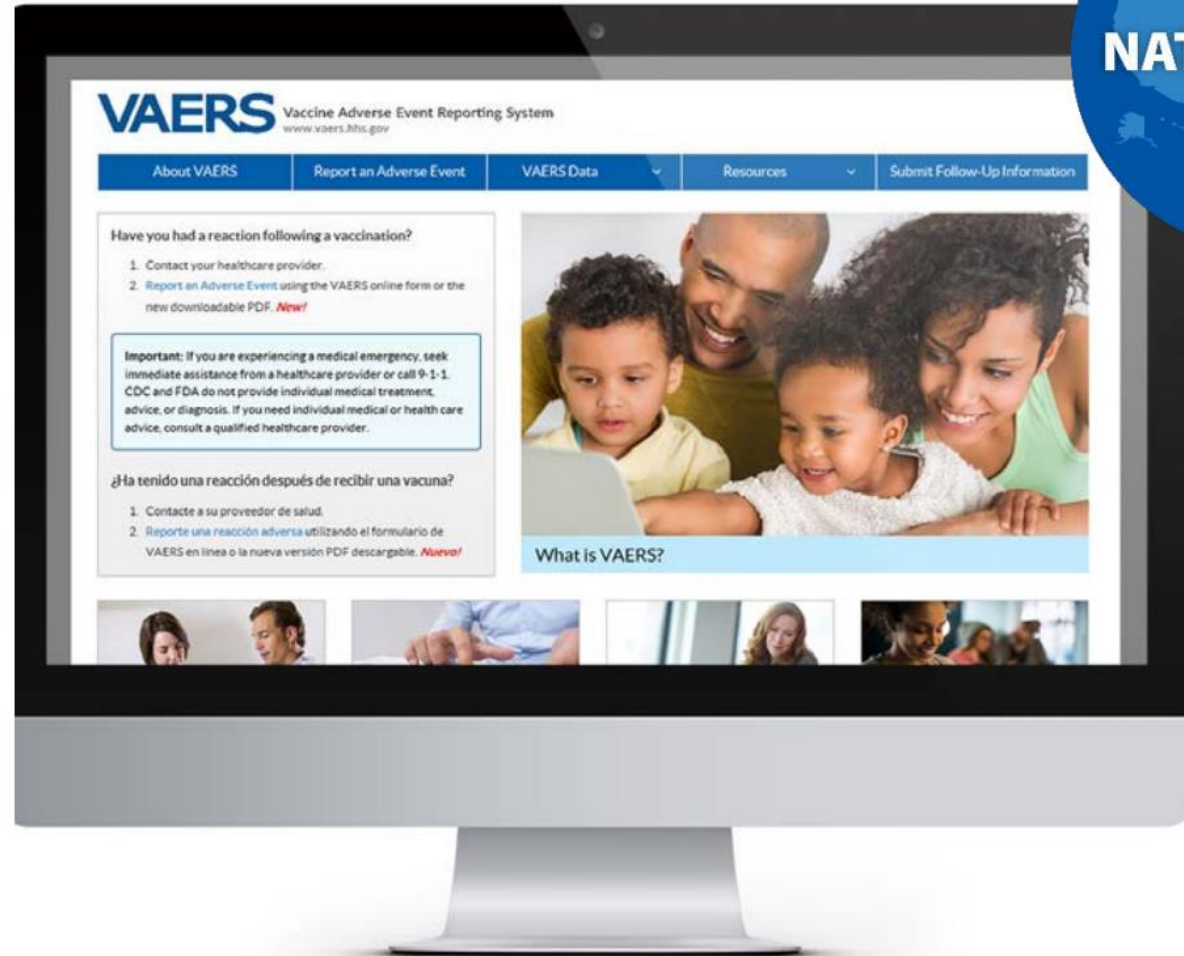 NAT
VAERS Vaccine Adverse Event Reporting System
www.vaers.hhs.gov
About VAERS Report an Adverse Event VAERS Data Resources Submit Follow-Up Information
Have you had a reaction following a vaccination?
1. Contact your healthcare provider.
2. Report an Adverse Event using the VAERS online form or the
new downloadable PDF. New!
Important: If you are experiencing a medical emergency, seek
immediate assistance from a healthcare provider or call 9-1-1.
CDC and FDA do not provide individual medical treatment,
advice, or diagnosis. If you need individual medical or health care
advice, consult a qualified healthcare provider.
¿Ha tenido una reacción después de recibir una vacuna?
1. Contacte a su proveedor de salud.
2. Reporte una reacción adversa utilizando el formulario de
VAERS en línea o la nueva versión PDF descargable. Nuevo!
What is VAERS?